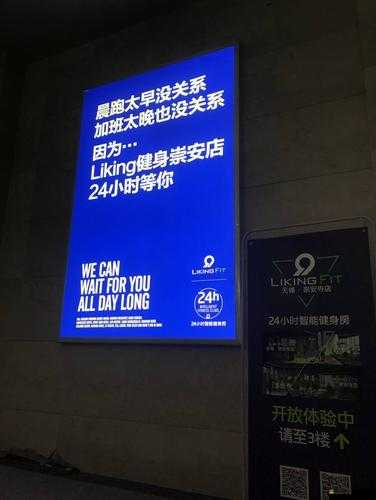 晨跑太早没关系
加班太晚也没关系
因为…
Liking健身崇安店
24小时等你
WE CAN
WAIT FOR YOU
ALL DAY LONG
LIKING FIT
24h
INTELLIGENT
FITNESS CLUBS
24小时智能健身房
LIKING FIT
无锡·崇安寺店
24小时智能健身房
开放体验中
请至3楼↑